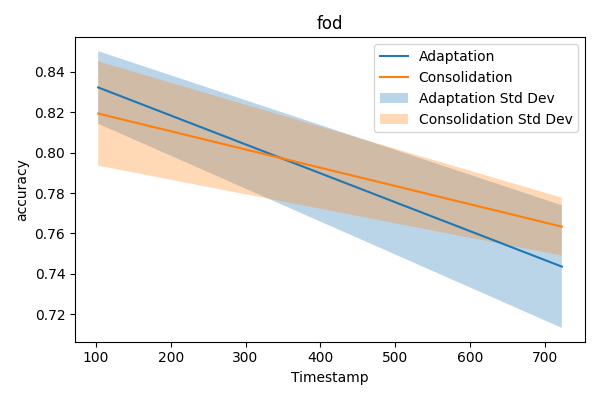 fod
Adaptation
Consolidation
Adaptation Std Dev
Consolidation Std Dev
accuracy
0.84
0.82
0.80
0.78
0.76
0.74
0.72
100 200 300 400 500 600 700
Timestamp